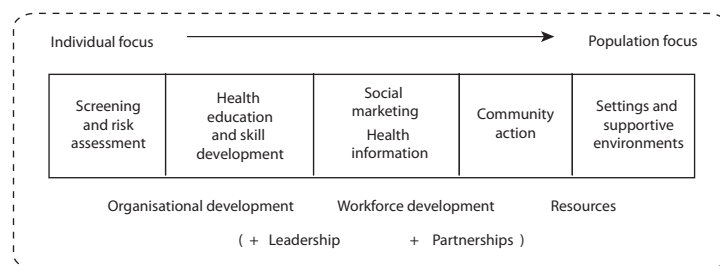 Individual focus
Population focus
Screening
and risk
assessment
Health
education
and skill
development
Social
marketing
Health
information
Community
action
Settings and
supportive
environments
Organisational development Workforce development Resources
( + Leadership + Partnerships )